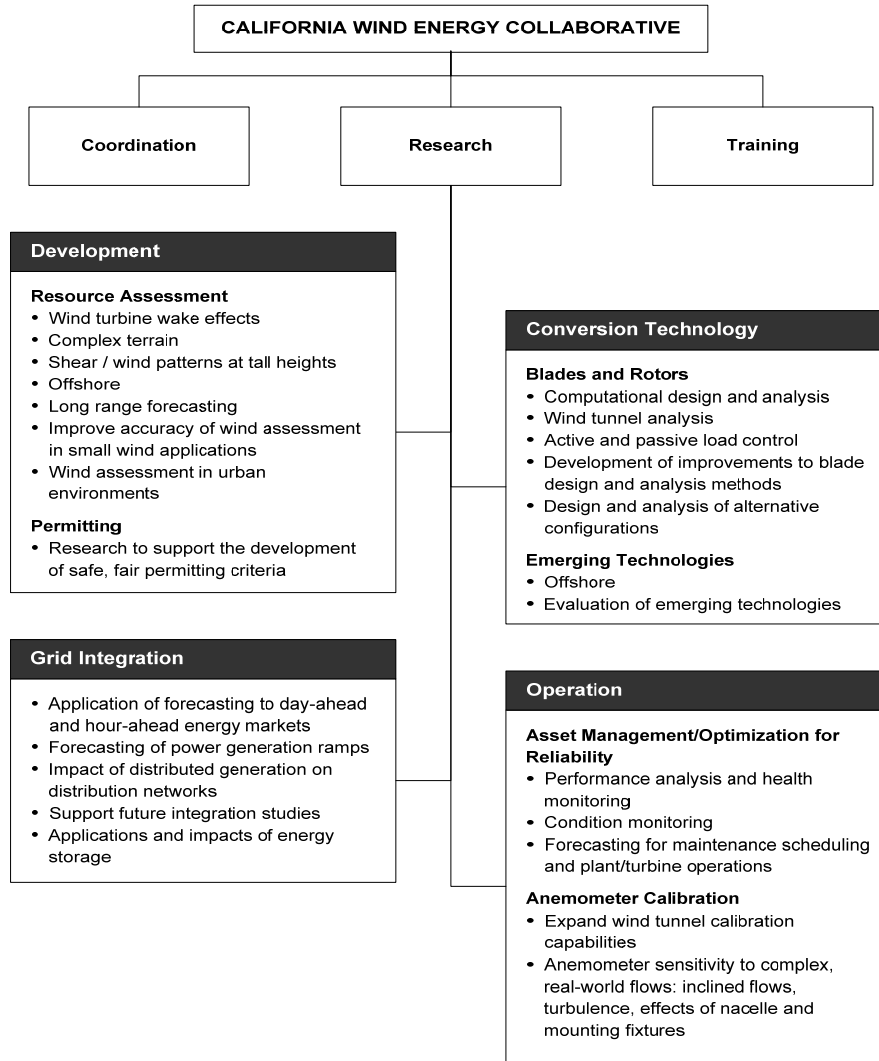 CALIFORNIA WIND ENERGY COLLABORATIVE
Coordination
Research
Training
Development
Resource Assessment
• Wind turbine wake effects
• Complex terrain
• Shear / wind patterns at tall heights
• Offshore
• Long range forecasting
• Improve accuracy of wind assessment
in small wind applications
• Wind assessment in urban
environments
Permitting
• Research to support the development
of safe, fair permitting criteria
Conversion Technology
Blades and Rotors
• Computational design and analysis
• Wind tunnel analysis
• Active and passive load control
• Development of improvements to blade
design and analysis methods
• Design and analysis of alternative
configurations
Emerging Technologies
• Offshore
• Evaluation of emerging technologies
Grid Integration
• Application of forecasting to day-ahead
and hour-ahead energy markets
• Forecasting of power generation ramps
• Impact of distributed generation on
distribution networks
• Support future integration studies
• Applications and impacts of energy
storage
Operation
Asset Management/Optimization for
Reliability
• Performance analysis and health
monitoring
• Condition monitoring
• Forecasting for maintenance scheduling
and plant/turbine operations
Anemometer Calibration
• Expand wind tunnel calibration
capabilities
• Anemometer sensitivity to complex,
real-world flows: inclined flows,
turbulence, effects of nacelle and
mounting fixtures